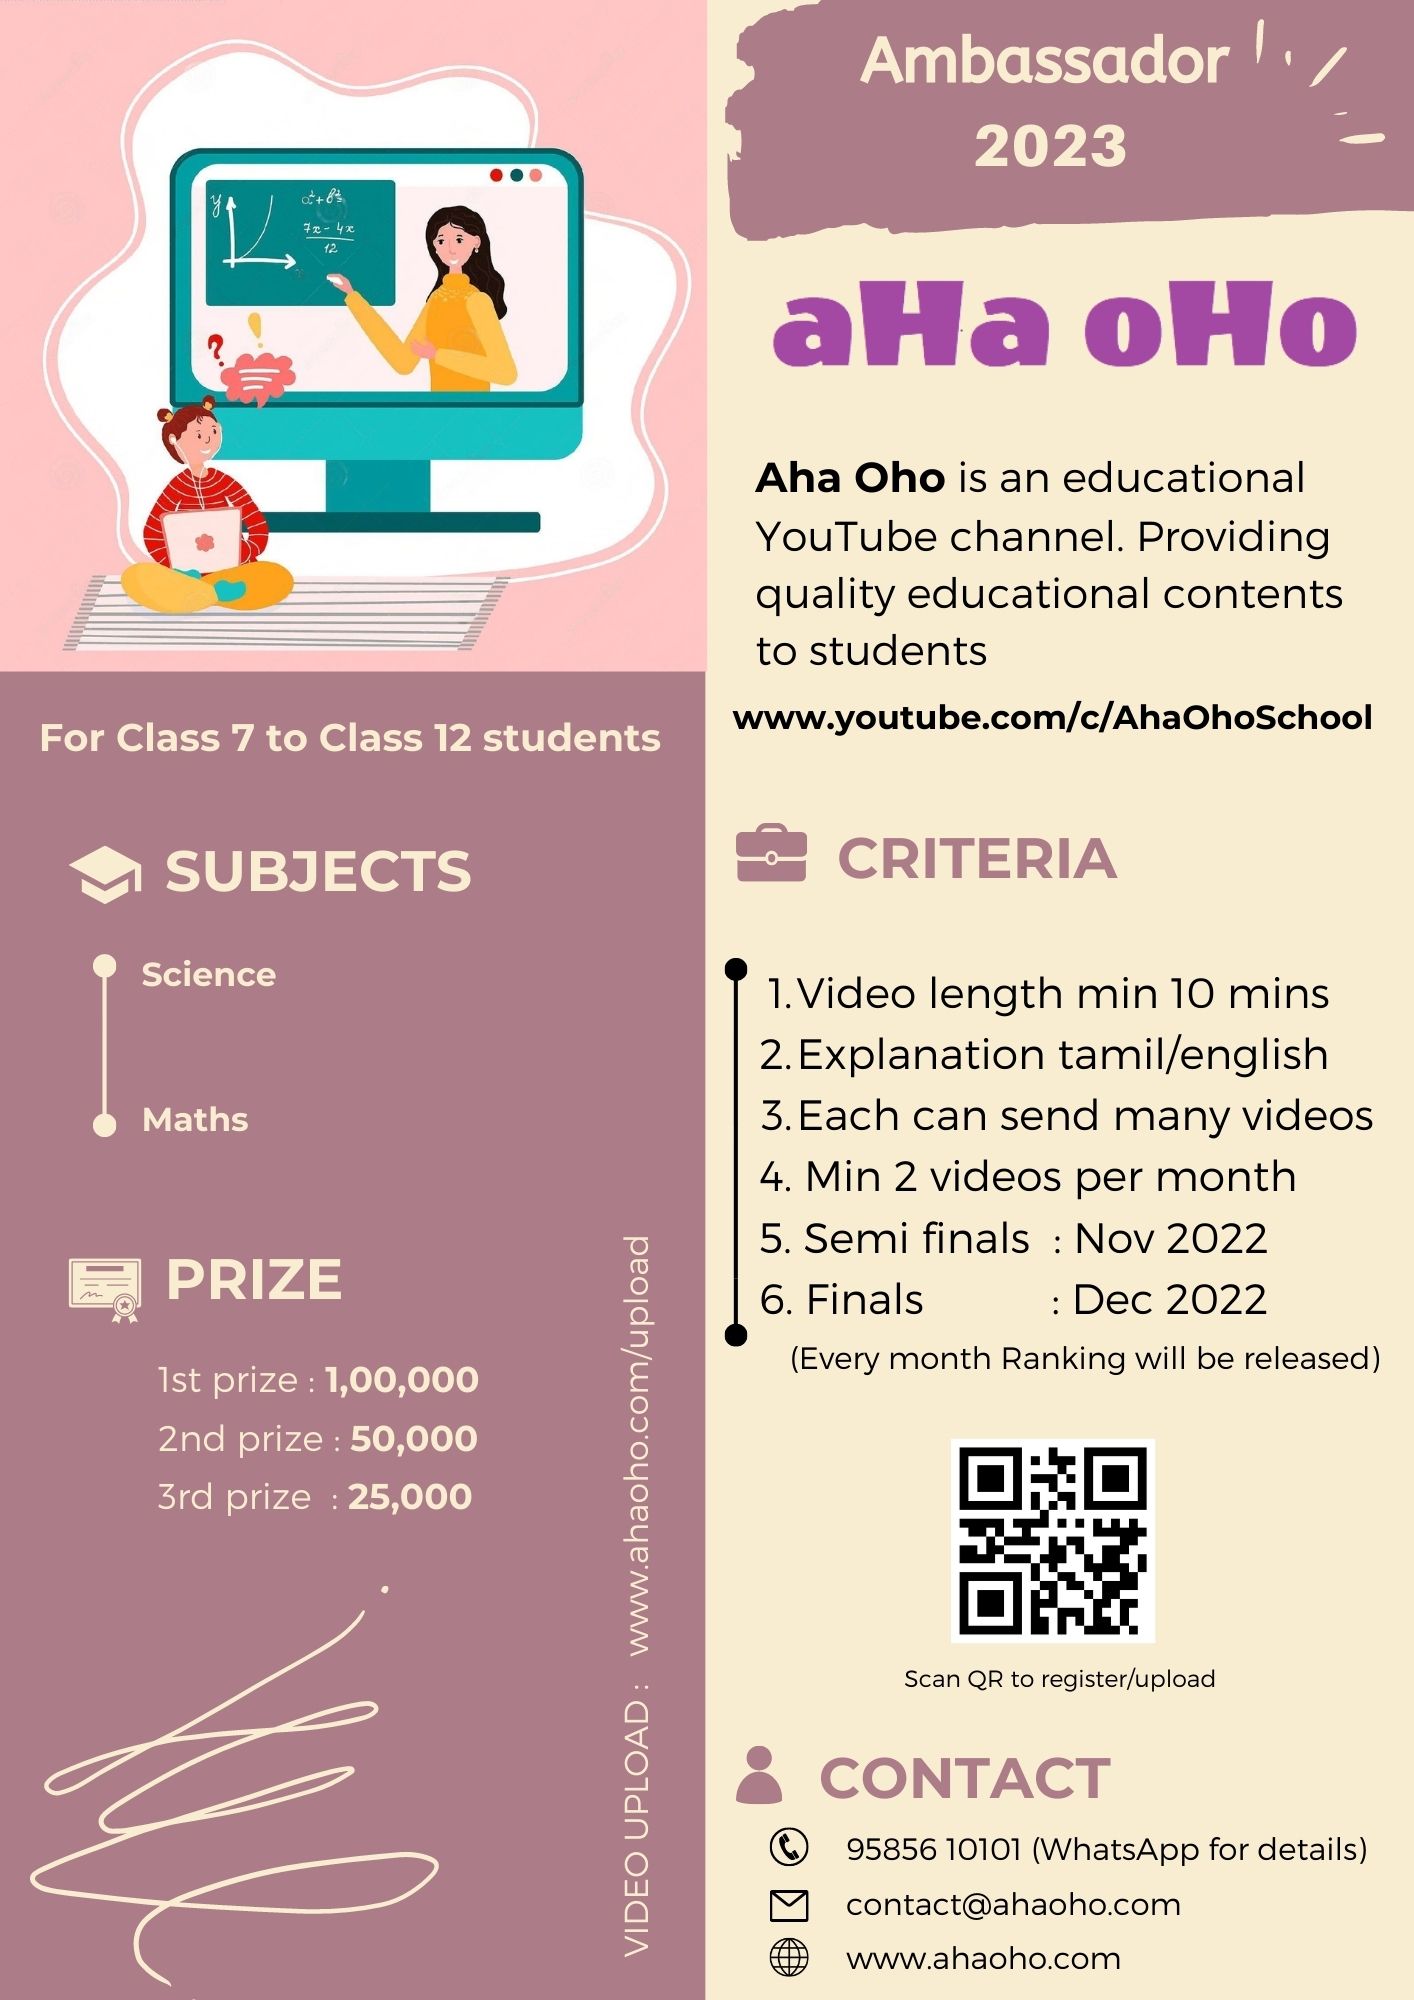 Ambassador
2023
aHa oHo
Aha Oho is an educational
YouTube channel. Providing
quality educational contents
to students
www.youtube.com/c/AhaOhoSchool
y
a²+b²=
7x - 4x
12
?
!
For Class 7 to Class 12 students
SUBJECTS
Science
Maths
PRIZE
1st prize : 1,00,000
2nd prize : 50,000
3rd prize : 25,000
VIDEO UPLOAD : www.ahaoho.com/upload
CRITERIA
1. Video length min 10 mins
2. Explanation tamil/english
3. Each can send many videos
4. Min 2 videos per month
5. Semi finals : Nov 2022
6. Finals : Dec 2022
(Every month Ranking will be released)
Scan QR to register/upload
CONTACT
95856 10101 (WhatsApp for details)
contact@ahaoho.com
www.ahaoho.com